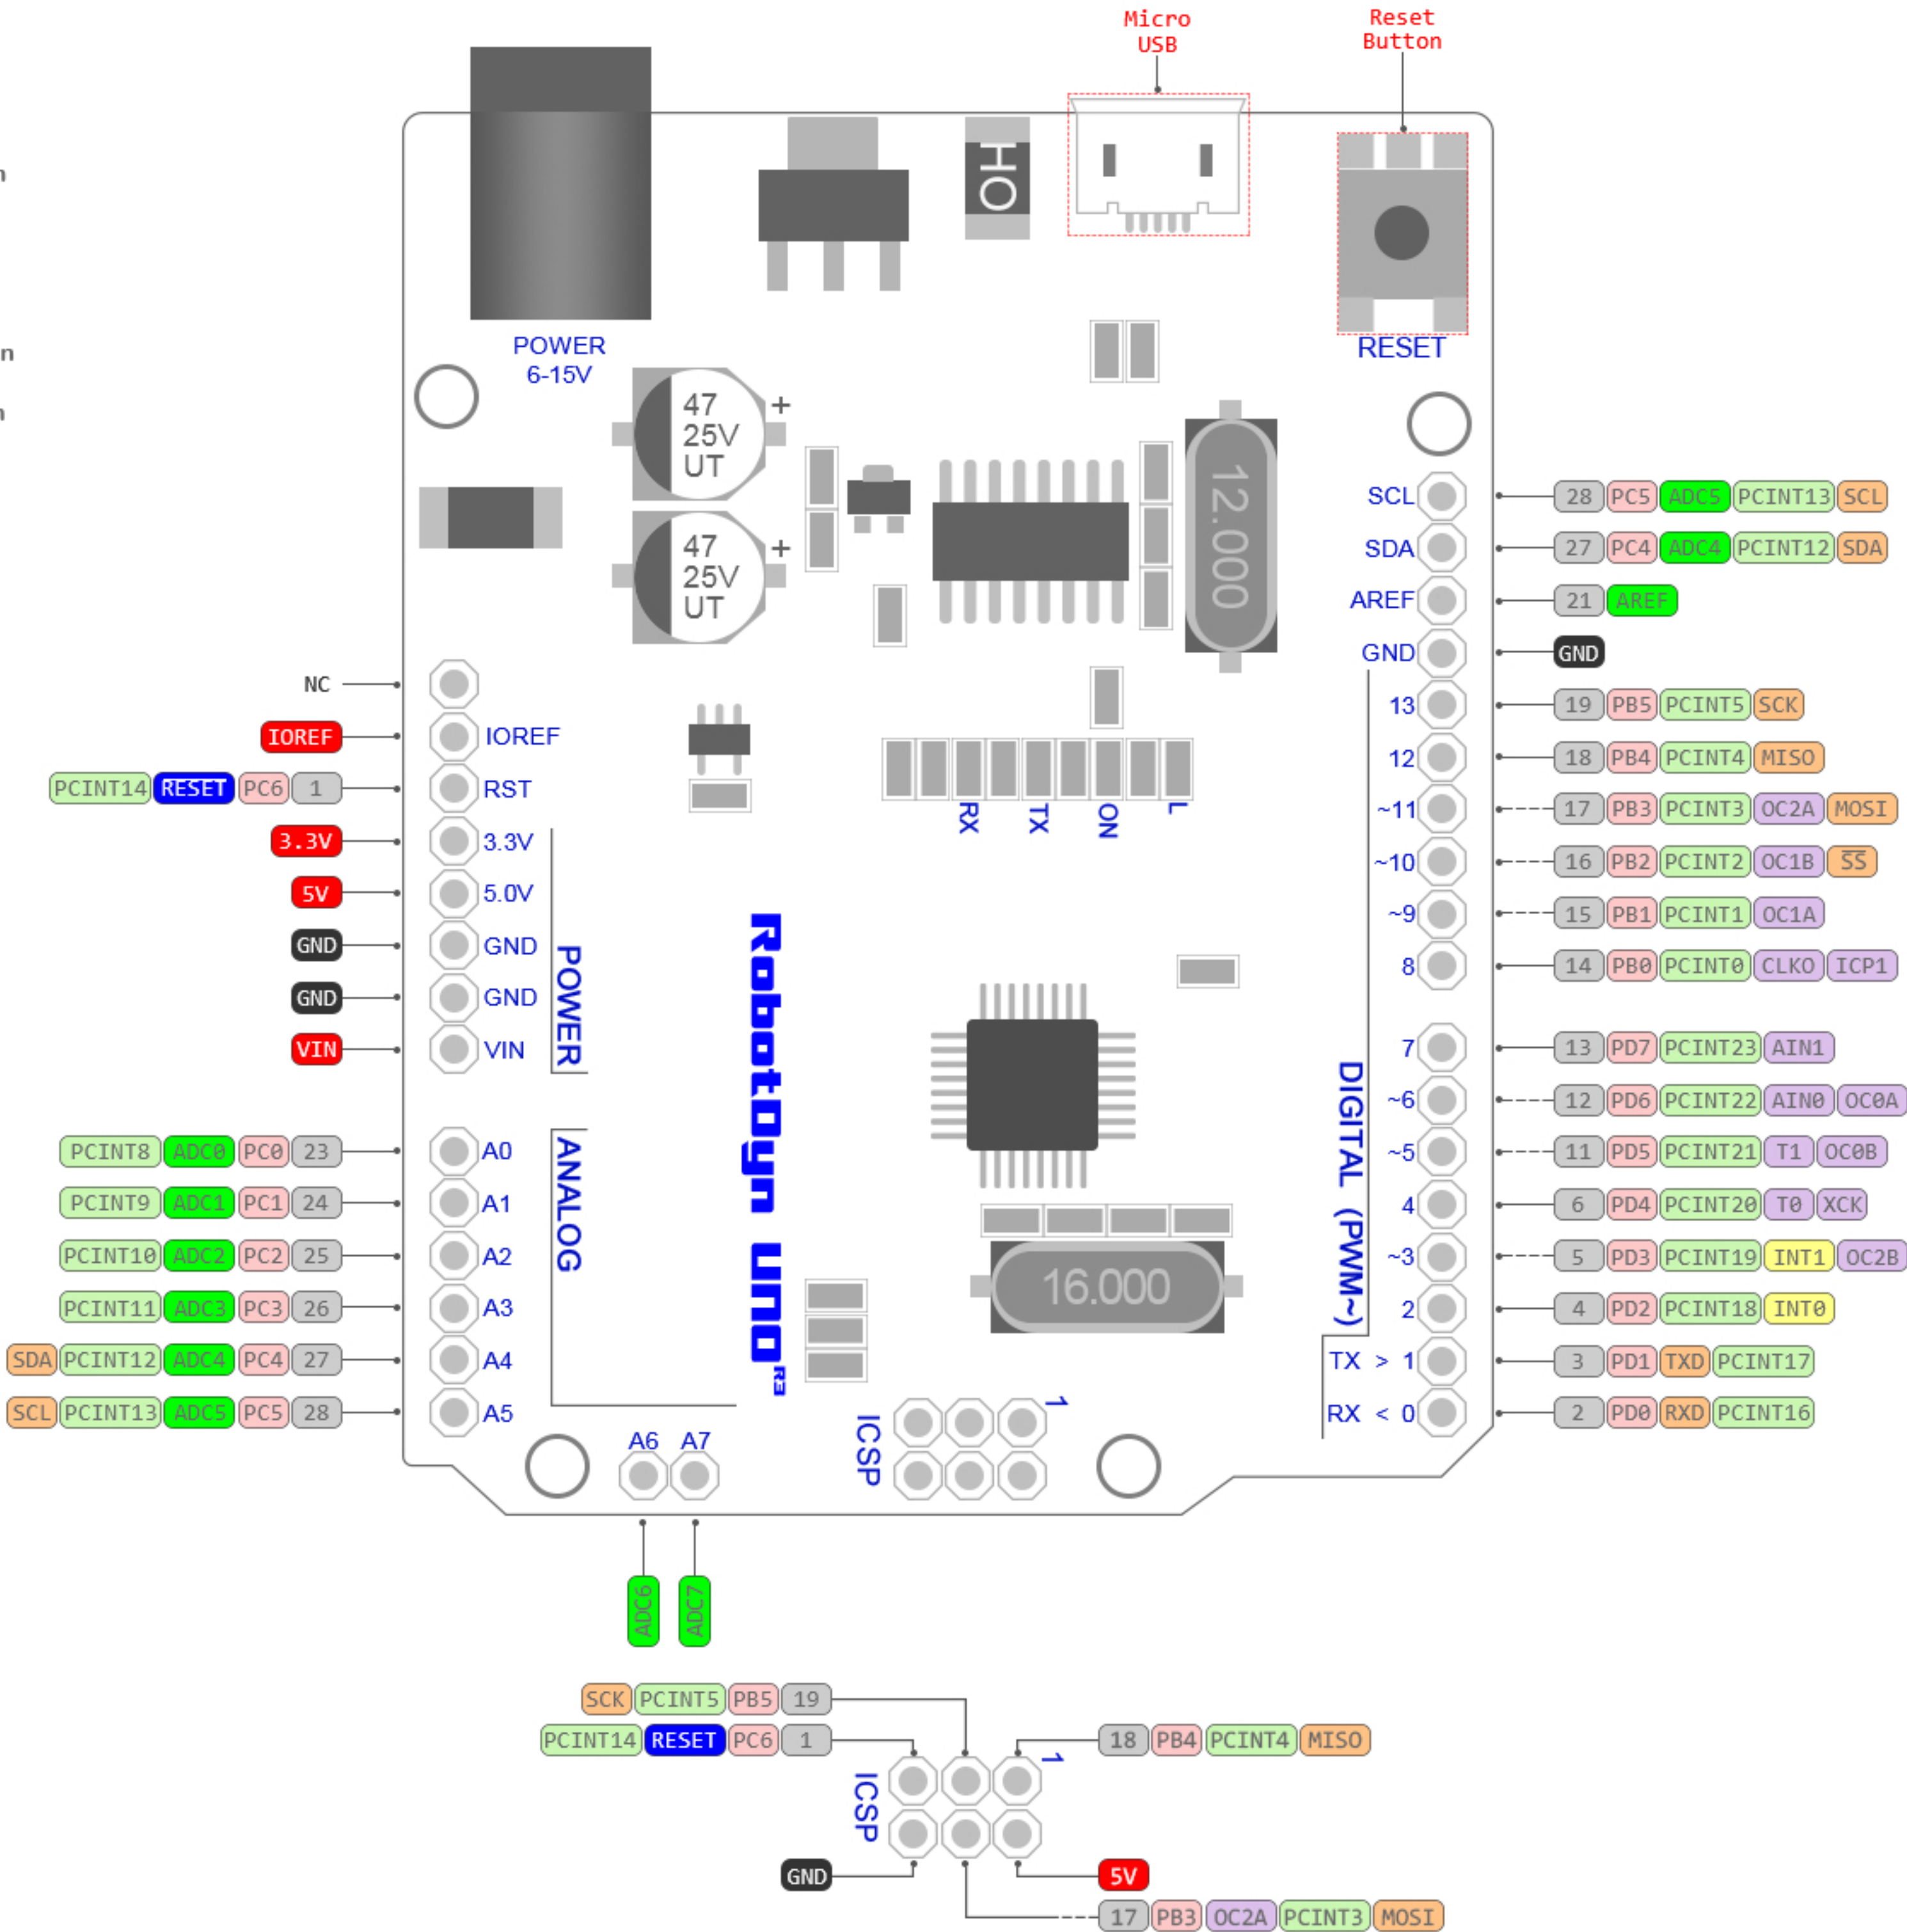 Micro
USB
Reset
Button
n
HO
POWER
6-15V
RESET
n
n
47
25V
UT
+
47
25V
UT
+
12.000
SCL 28 PC5 ADC5 PCINT13 SCL
SDA 27 PC4 ADC4 PCINT12 SDA
AREF 21 AREF
GND GND
13 19 PB5 PCINT5 SCK
12 18 PB4 PCINT4 MISO
~11 17 PB3 PCINT3 OC2A MOSI
~10 16 PB2 PCINT2 OC1B SS
~9 15 PB1 PCINT1 OC1A
8 14 PB0 PCINT0 CLKO ICP1
7 13 PD7 PCINT23 AIN1
~6 12 PD6 PCINT22 AIN0 OC0A
~5 11 PD5 PCINT21 T1 OC0B
4 6 PD4 PCINT20 T0 XCK
~3 5 PD3 PCINT19 INT1 OC2B
2 4 PD2 PCINT18 INT0
TX > 1 3 PD1 TXD PCINT17
RX < 0 2 PD0 RXD PCINT16
DIGITAL (PWM~)
NC
IOREF IOREF
PCINT14 RESET PC6 1 RST
3.3V 3.3V
5V 5.0V
GND GND
GND GND
VIN VIN
POWER
PCINT8 ADC0 PC0 23 A0
PCINT9 ADC1 PC1 24 A1
PCINT10 ADC2 PC2 25 A2
PCINT11 ADC3 PC3 26 A3
SDA PCINT12 ADC4 PC4 27 A4
SCL PCINT13 ADC5 PC5 28 A5
ANALOG
RX TX ON L
RobotDyn UNO R3
16.000
A6 A7
ICSP
1
ADC6 ADC7
SCK PCINT5 PB5 19
PCINT14 RESET PC6 1
18 PB4 PCINT4 MISO
1
ICSP
GND
5V
17 PB3 OC2A PCINT3 MOSI